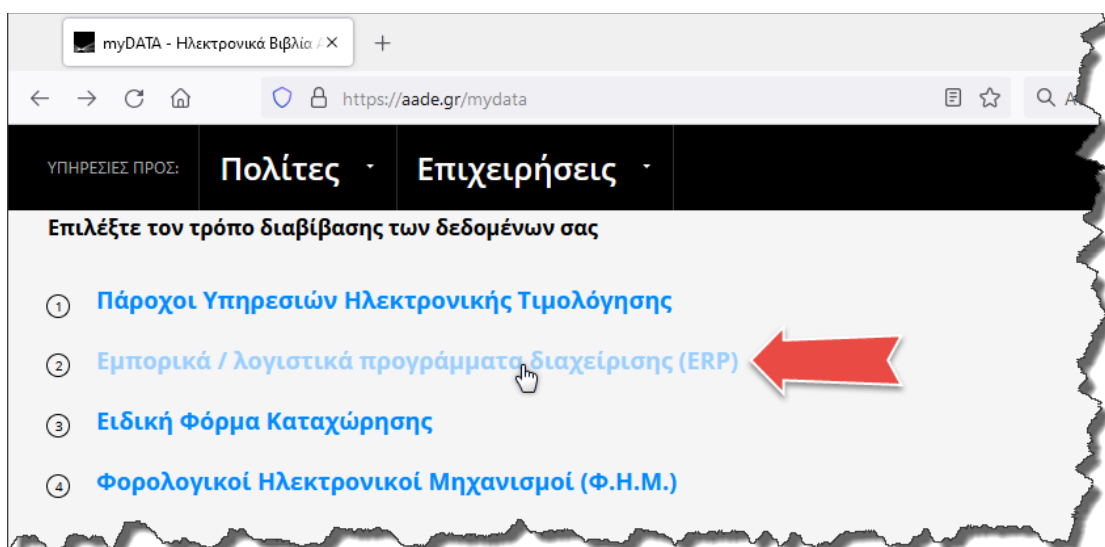 myDATA - Ηλεκτρονικά Βιβλία
https://aade.gr/mydata
ΥΠΗΡΕΣΙΕΣ ΠΡΟΣ: Πολίτες Επιχειρήσεις
Επιλέξτε τον τρόπο διαβίβασης των δεδομένων σας
1 Πάροχοι Υπηρεσιών Ηλεκτρονικής Τιμολόγησης
2 Εμπορικά / λογιστικά προγράμματα διαχείρισης (ERP)
3 Ειδική Φόρμα Καταχώρησης
4 Φορολογικοί Ηλεκτρονικοί Μηχανισμοί (Φ.Η.Μ.)